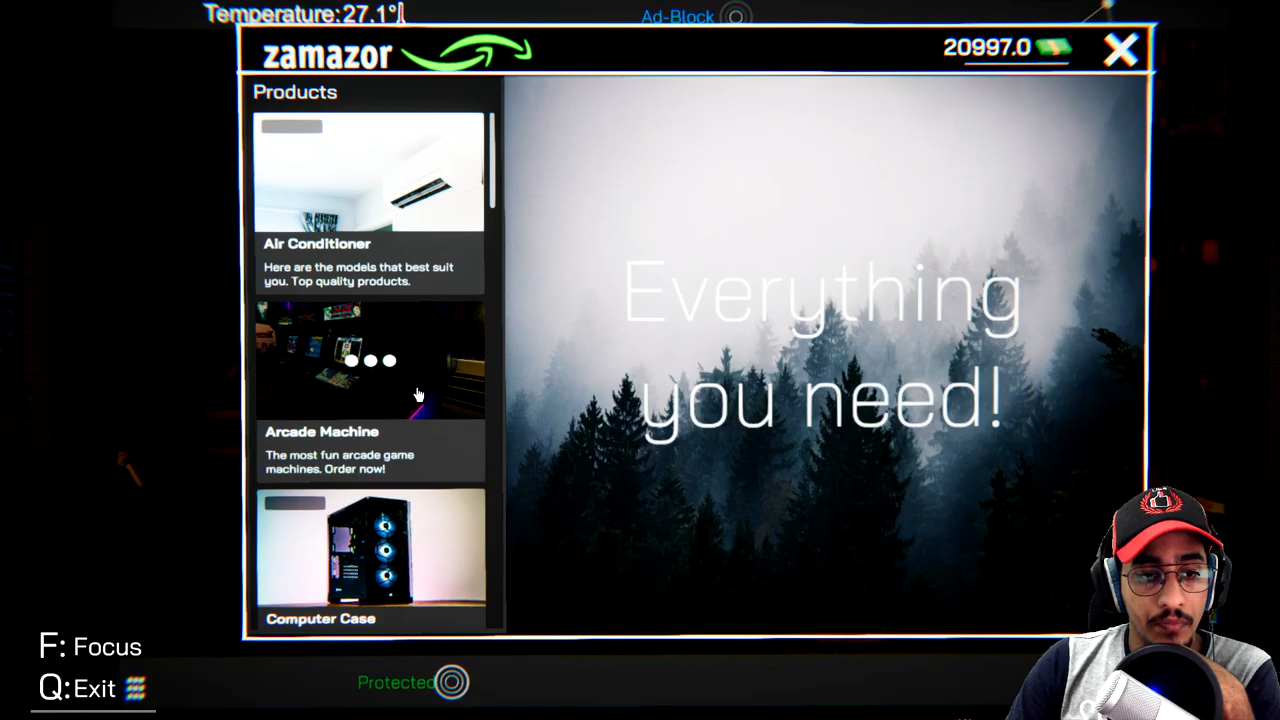 Temperature: 27.1°
Ad-Block
zamazor
20997.0
Products
Air Conditioner
Here are the models that best suit
you. Top quality products.
Arcade Machine
The most fun arcade game
machines. Order now!
Computer Case
Everything
you need!
F: Focus
Q: Exit
Protected